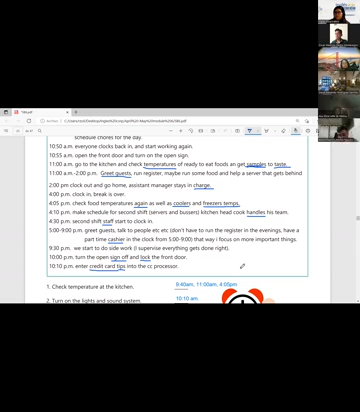 schedule chores for the day.
10:50 a.m. everyone clocks back in, and start working again.
10:55 a.m. open the front door and turn on the open sign.
11:00 a.m. go to the kitchen and check temperatures of ready to eat foods an get samples to taste.
11:00 a.m.-2:00 p.m. Greet guests, run register, maybe run some food and help a server that gets behind
2:00 pm clock out and go home, assistant manager stays in charge.
4:00 p.m. clock in, break is over.
4:05 p.m. check food temperatures again as well as coolers and freezers temps.
4:10 p.m. make schedule for second shift (servers and bussers) kitchen head cook handles his team.
4:30 p.m. second shift staff start to clock in.
5:00-9:00 p.m. greet guests, talk to people etc etc (don't have to run the register in the evenings, have a
part time cashier in the clock from 5:00-9:00) that way i focus on more important things.
9:30 p.m. we start to do side work (I supervise everything gets done right).
10:00 p.m. turn the open sign off and lock the front door.
10:10 p.m. enter credit card tips into the cc processor.
1. Check temperature at the kitchen.
9:40am, 11:00am, 4:05pm
2. Turn on the lights and sound system.
10:10 am